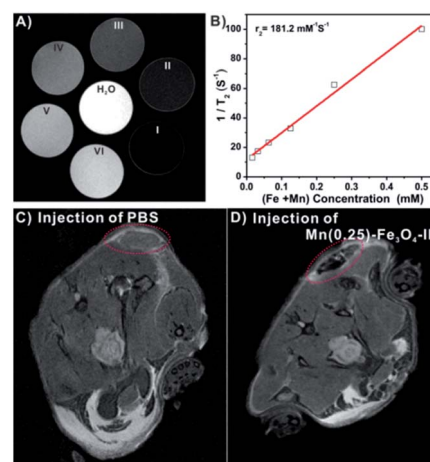 A)
III
IV
II
H₂O
V
I
VI
B)
r₂= 181.2 mM⁻¹S⁻¹
1 / T₂ (S⁻¹)
100
80
60
40
20
0
0.0 0.1 0.2 0.3 0.4 0.5
(Fe +Mn) Concentration (mM)
C) Injection of PBS
D) Injection of
Mn(0.25)-Fe₃O₄-II